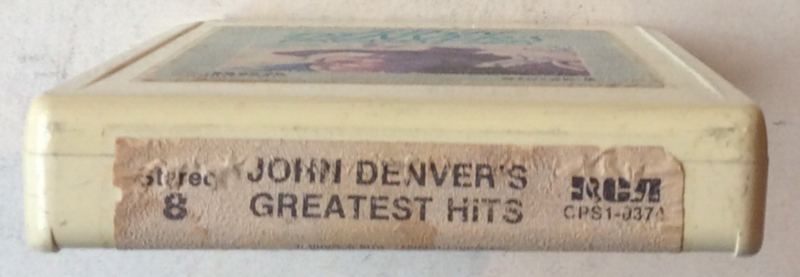 Stereo
8
JOHN DENVER'S
GREATEST HITS
RCA
CPS1-0374